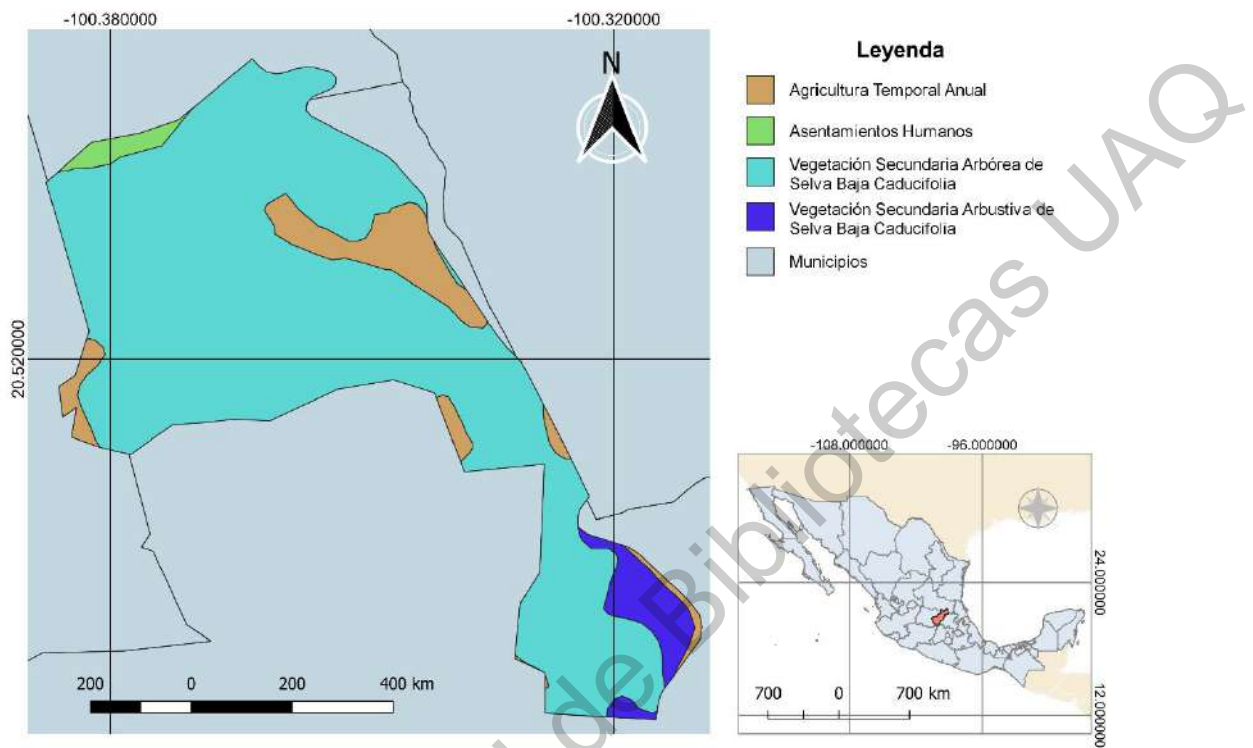 -100.380000
-100.320000
20.520000
N
200 0 200 400 km
Leyenda
Agricultura Temporal Anual
Asentamientos Humanos
Vegetación Secundaria Arbórea de
Selva Baja Caducifolia
Vegetación Secundaria Arbustiva de
Selva Baja Caducifolia
Municipios
-108.000000
-96.000000
24.000000
12.000000
700 0 700 km
de Bibliotecas UAQ